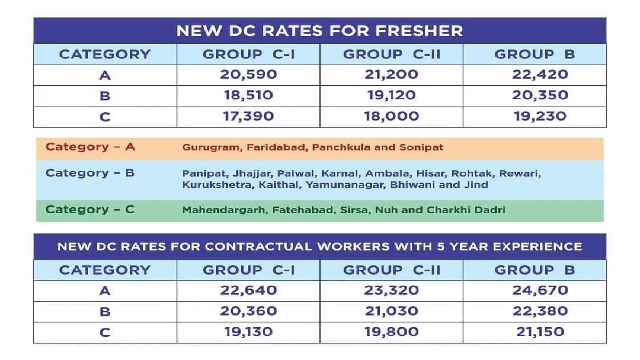 NEW DC RATES FOR FRESHER
CATEGORY GROUP C-I GROUP C-II GROUP B
A 20,590 21,200 22,420
B 18,510 19,120 20,350
C 17,390 18,000 19,230
Category – A Gurugram, Faridabad, Panchkula and Sonipat
Category – B Panipat, Jhajjar, Palwal, Karnal, Ambala, Hisar, Rohtak, Rewari,
Kurukshetra, Kaithal, Yamunanagar, Bhiwani and Jind
Category – C Mahendargarh, Fatehabad, Sirsa, Nuh and Charkhi Dadri
NEW DC RATES FOR CONTRACTUAL WORKERS WITH 5 YEAR EXPERIENCE
CATEGORY GROUP C-I GROUP C-II GROUP B
A 22,640 23,320 24,670
B 20,360 21,030 22,380
C 19,130 19,800 21,150